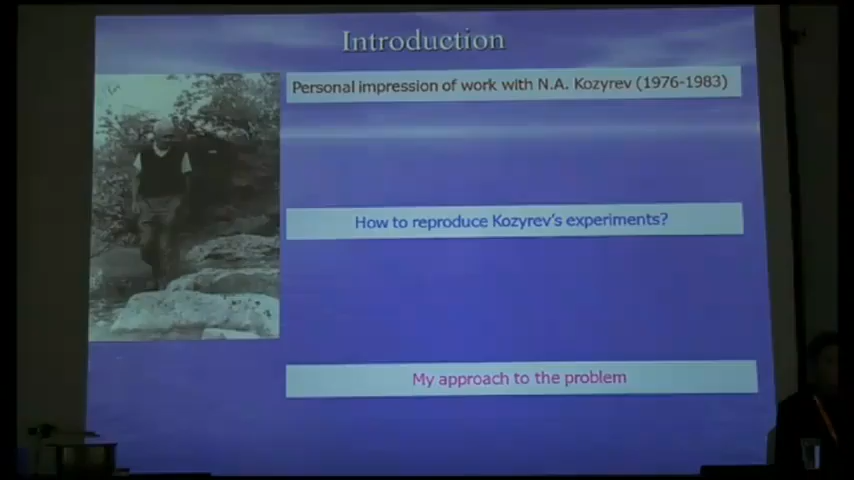 Introduction
Personal impression of work with N.A. Kozyrev (1976-1983)
How to reproduce Kozyrev's experiments?
My approach to the problem